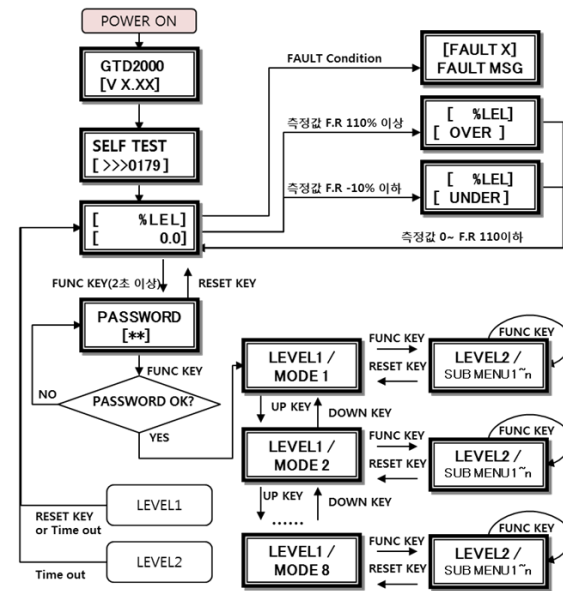 POWER ON
GTD2000
[V X.XX]
FAULT Condition
[FAULT X]
FAULT MSG
측정값 F.R 110% 이상
[ %LEL]
[ OVER ]
SELF TEST
[ >>>0179]
측정값 F.R -10% 이하
[ %LEL]
[ UNDER]
[ %LEL]
[ 0.0]
측정값 0~ F.R 110이하
FUNC KEY(2초 이상)
RESET KEY
PASSWORD
[**]
FUNC KEY
NO
PASSWORD OK?
YES
LEVEL1 /
MODE 1
FUNC KEY
RESET KEY
FUNC KEY
LEVEL2 /
SUB MENU1~n
UP KEY
DOWN KEY
LEVEL1 /
MODE 2
FUNC KEY
RESET KEY
FUNC KEY
LEVEL2 /
SUB MENU1~n
UP KEY
DOWN KEY
......
LEVEL1 /
MODE 8
FUNC KEY
RESET KEY
FUNC KEY
LEVEL2 /
SUB MENU1~n
LEVEL1
RESET KEY
or Time out
LEVEL2
Time out